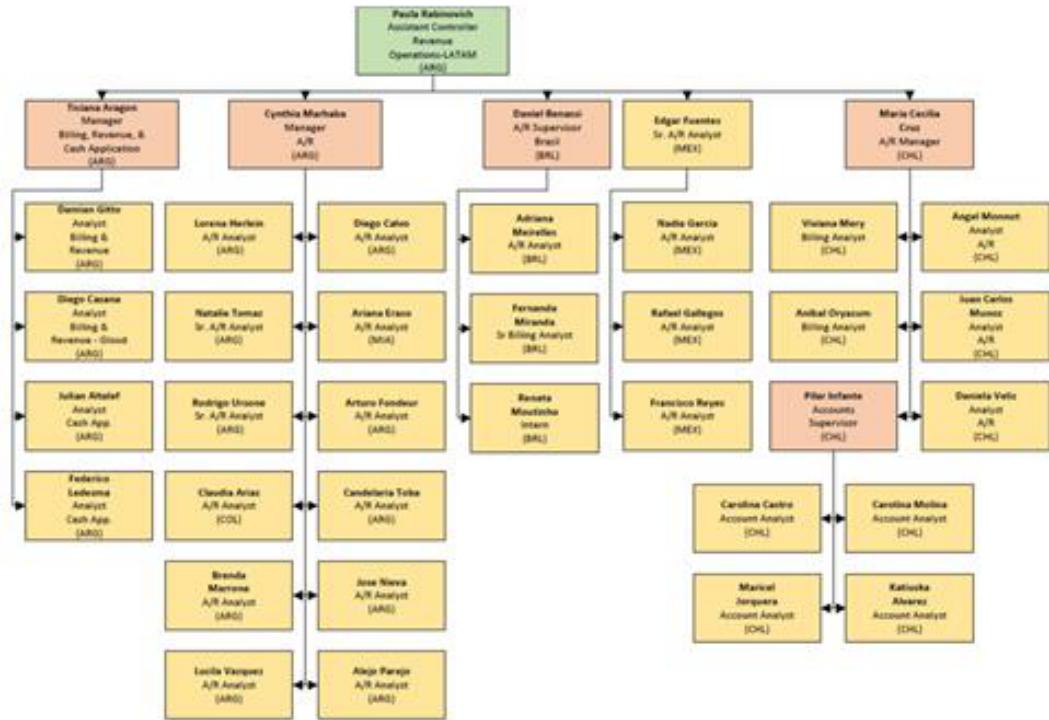 Paula Rabinovich
Assistant Controller
Revenue
Operations-LATAM
(ARG)
Ticiana Aragon
Manager
Billing, Revenue, &
Cash Application
(ARG)
Cynthia Marhaba
Manager
A/R
(ARG)
Daniel Benassi
A/R Supervisor
Brazil
(BRL)
Edgar Fuentes
Sr. A/R Analyst
(MEX)
Maria Cecilia
Cruz
A/R Manager
(CHL)
Damian Gitto
Analyst
Billing &
Revenue
(ARG)
Lorena Herlein
A/R Analyst
(ARG)
Diego Calvo
A/R Analyst
(ARG)
Adriana
Meirelles
A/R Analyst
(BRL)
Nadia Garcia
A/R Analyst
(MEX)
Viviana Mery
Billing Analyst
(CHL)
Angel Monnot
Analyst
A/R
(CHL)
Diego Casana
Analyst
Billing &
Revenue -
(ARG)
Natalie Tomaz
Sr. A/R Analyst
(ARG)
Ariana Eraso
A/R Analyst
(MIA)
Fernanda
Miranda
Sr Billing Analyst
(BRL)
Rafael Gallegos
A/R Analyst
(MEX)
Anibal Oryazum
Billing Analyst
(CHL)
Juan Carlos
Munoz
Analyst
A/R
(CHL)
Julian Altalef
Analyst
Cash App.
(ARG)
Rodrigo Ursone
Sr. A/R Analyst
(ARG)
Arturo Fondeur
A/R Analyst
(ARG)
Renata
Moutinho
Intern
(BRL)
Francisco Reyes
A/R Analyst
(MEX)
Pilar Infante
Accounts
Supervisor
(CHL)
Daniela Veliz
Analyst
A/R
(CHL)
Federico
Ledezma
Analyst
Cash App.
(ARG)
Claudia Arias
A/R Analyst
(COL)
Candelaria Toba
A/R Analyst
(ARG)
Carolina Castro
Account Analyst
(CHL)
Carolina Molina
Account Analyst
(CHL)
Brenda
Marrone
A/R Analyst
(ARG)
Jose Nieva
A/R Analyst
(ARG)
Maricel
Jorquera
Account Analyst
(CHL)
Katiuska
Alvarez
Account Analyst
(CHL)
Lucila Vazquez
A/R Analyst
(ARG)
Alejo Parejo
A/R Analyst
(ARG)